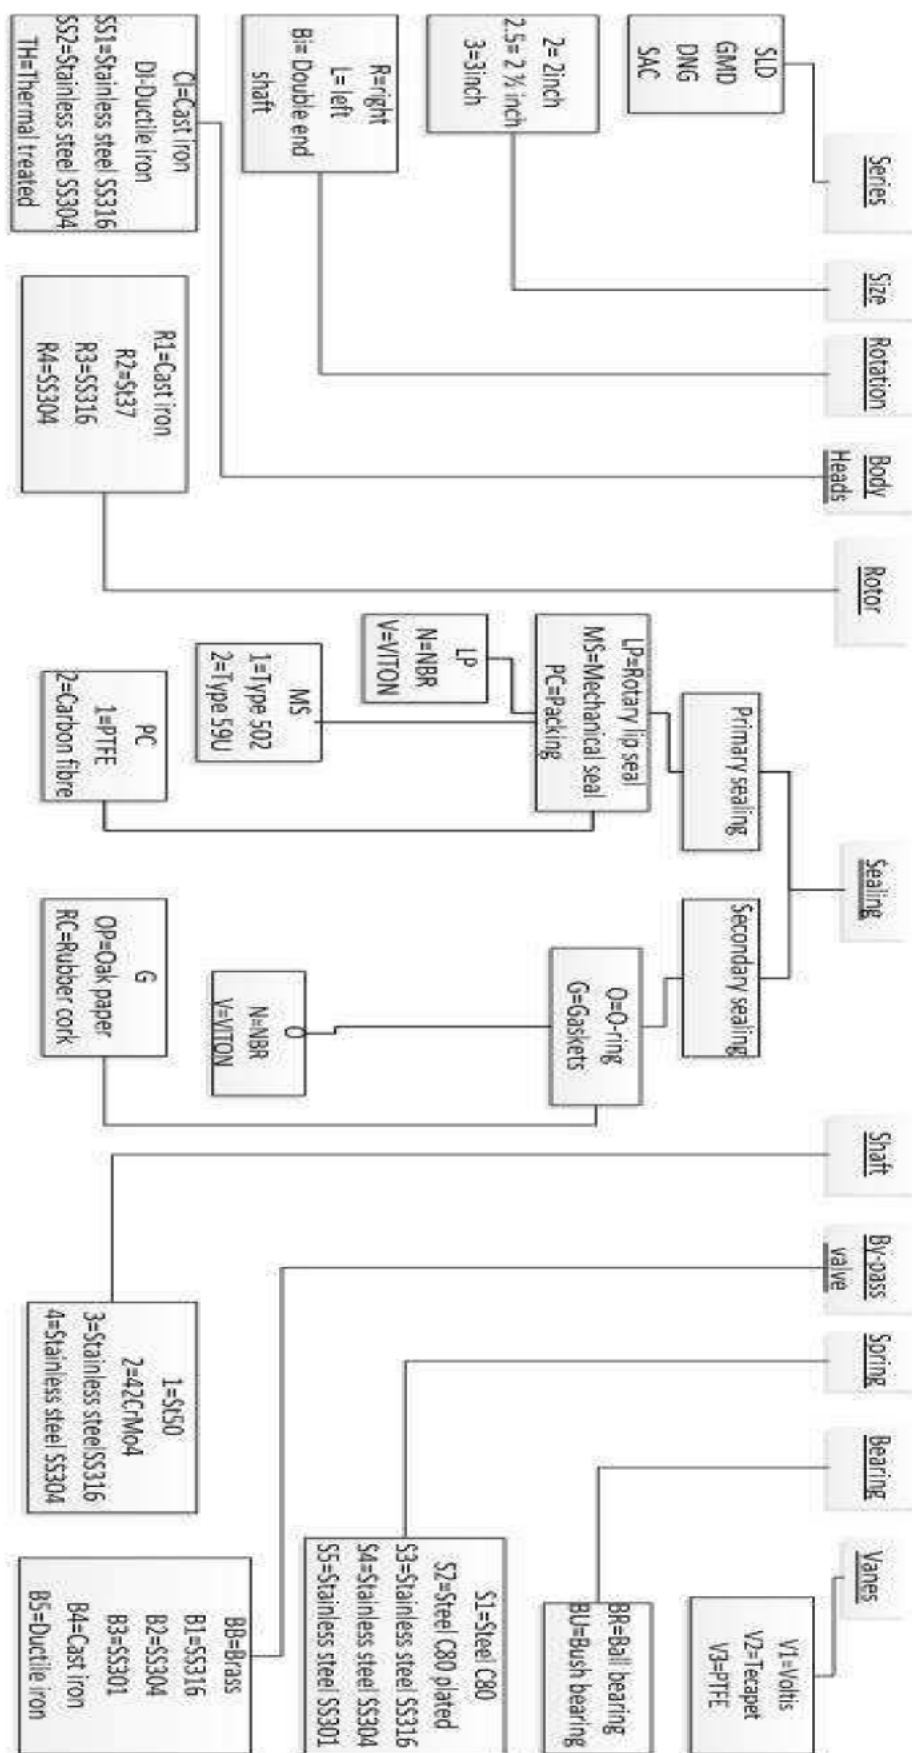 Series
Size
Rotation
Body
Heads
Rotor
Sealing
Shaft
By-pass
valve
Spring
Bearing
Vanes
SLD
GMD
DNG
SAC
2= 2inch
2.5= 2 ½ inch
3=3inch
R=right
L= left
Bi= Double end
shaft
CI=Cast iron
DI-Ductile iron
SS1=Stainless steel SS316
SS2=Stainless steel SS304
TH=Thermal treated
R1=Cast iron
R2=St37
R3=SS316
R4=SS304
Primary sealing
LP=Rotary lip seal
MS=Mechanical seal
PC=Packing
LP
N=NBR
V=VITON
MS
1=Type 502
2=Type 59U
PC
1=PTFE
2=Carbon fibre
Secondary sealing
O=O-ring
G=Gaskets
O
N=NBR
V=VITON
G
OP=Oak paper
RC=Rubber cork
1=St50
2=42CrMo4
3=Stainless steelSS316
4=Stainless steel SS304
BB=Brass
B1=SS316
B2=SS304
B3=SS301
B4=Cast iron
B5=Ductile iron
S1=Steel C80
S2=Steel C80 plated
S3=Stainless steel SS316
S4=Stainless steel SS304
S5=Stainless steel SS301
BR=Ball bearing
BU=Bush bearing
V1=Voltis
V2=Tecapet
V3=PTFE